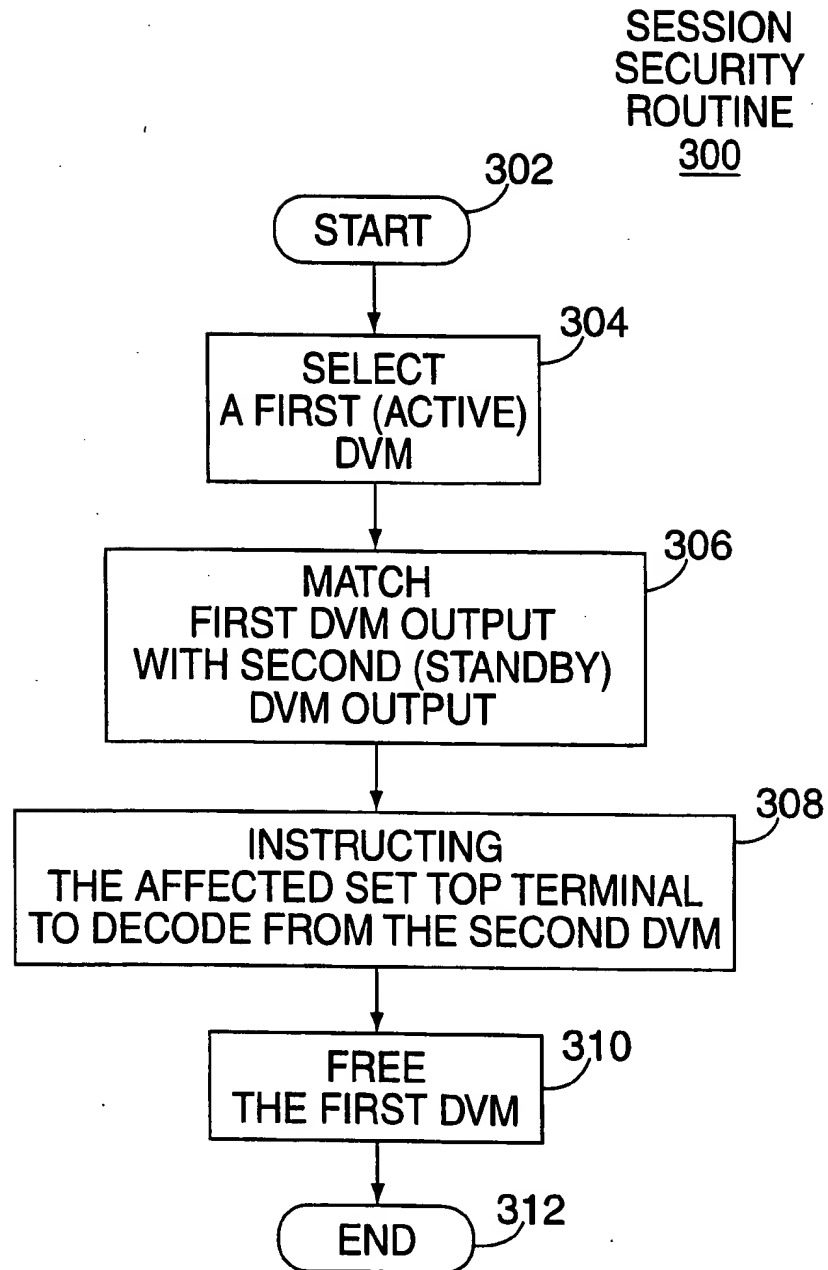 SESSION
SECURITY
ROUTINE
300
302
START
304
SELECT
A FIRST (ACTIVE)
DVM
306
MATCH
FIRST DVM OUTPUT
WITH SECOND (STANDBY)
DVM OUTPUT
308
INSTRUCTING
THE AFFECTED SET TOP TERMINAL
TO DECODE FROM THE SECOND DVM
310
FREE
THE FIRST DVM
312
END